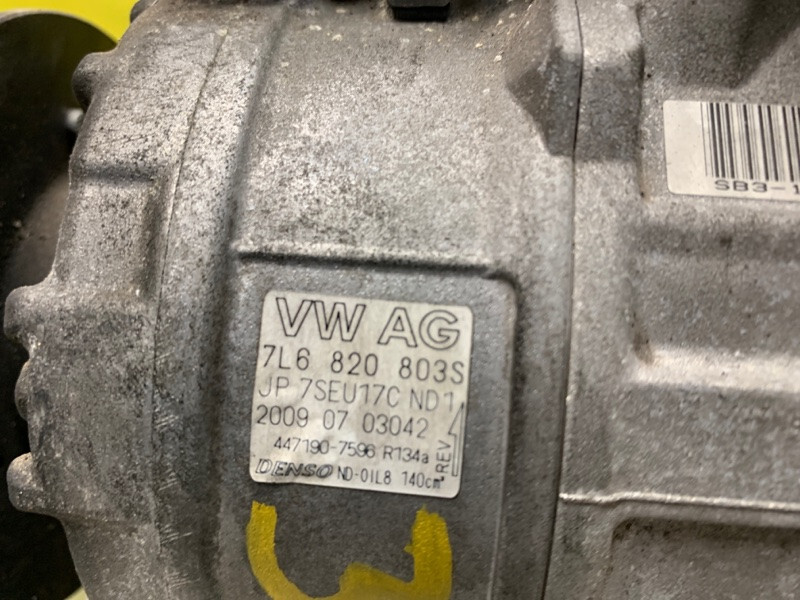 SB3-1
VW AG
7L6 820 803S
JP 7SEU17C ND1
2009 07 03042
447190-7596 R134a
DENSO ND-OIL8 140cm³
REV
3